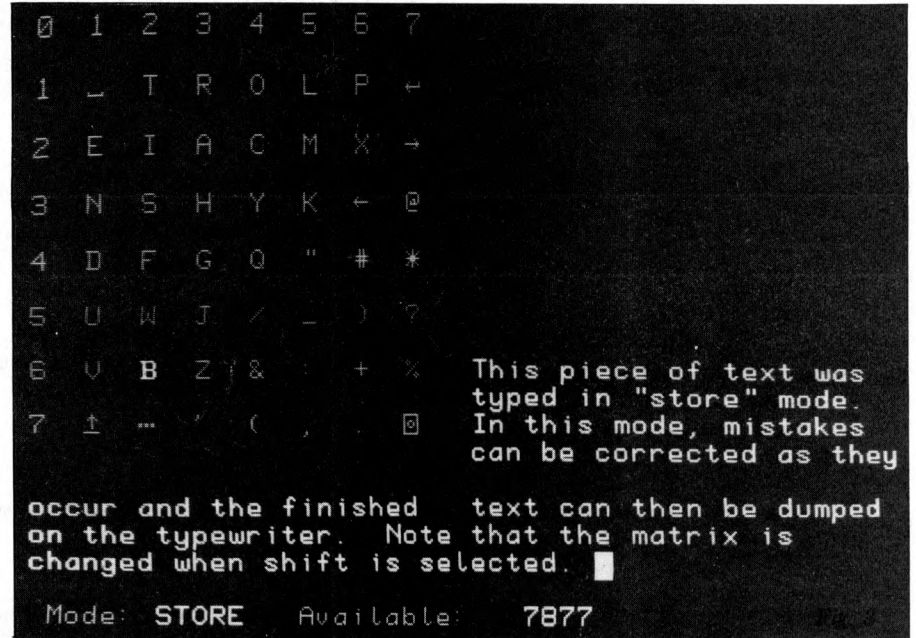 0 1 2 3 4 5 6 7
1 ⎵ T R O L P ↵
2 E I A C M X →
3 N S H Y K ← @
4 D F G Q " # *
5 U W J / _ ) ?
6 V B Z & : + %
7 ↑ … ' ( , . ⊡
This piece of text was
typed in "store" mode.
In this mode, mistakes
can be corrected as they
occur and the finished text can then be dumped
on the typewriter. Note that the matrix is
changed when shift is selected.
Mode: STORE Available: 7877
Fig. 3